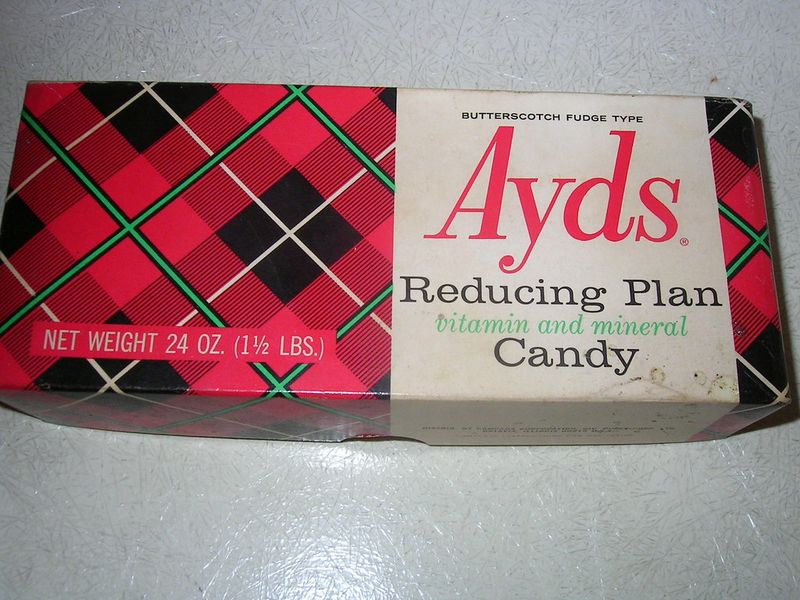 BUTTERSCOTCH FUDGE TYPE
Ayds®
Reducing Plan
vitamin and mineral
Candy
NET WEIGHT 24 OZ. (1½ LBS.)